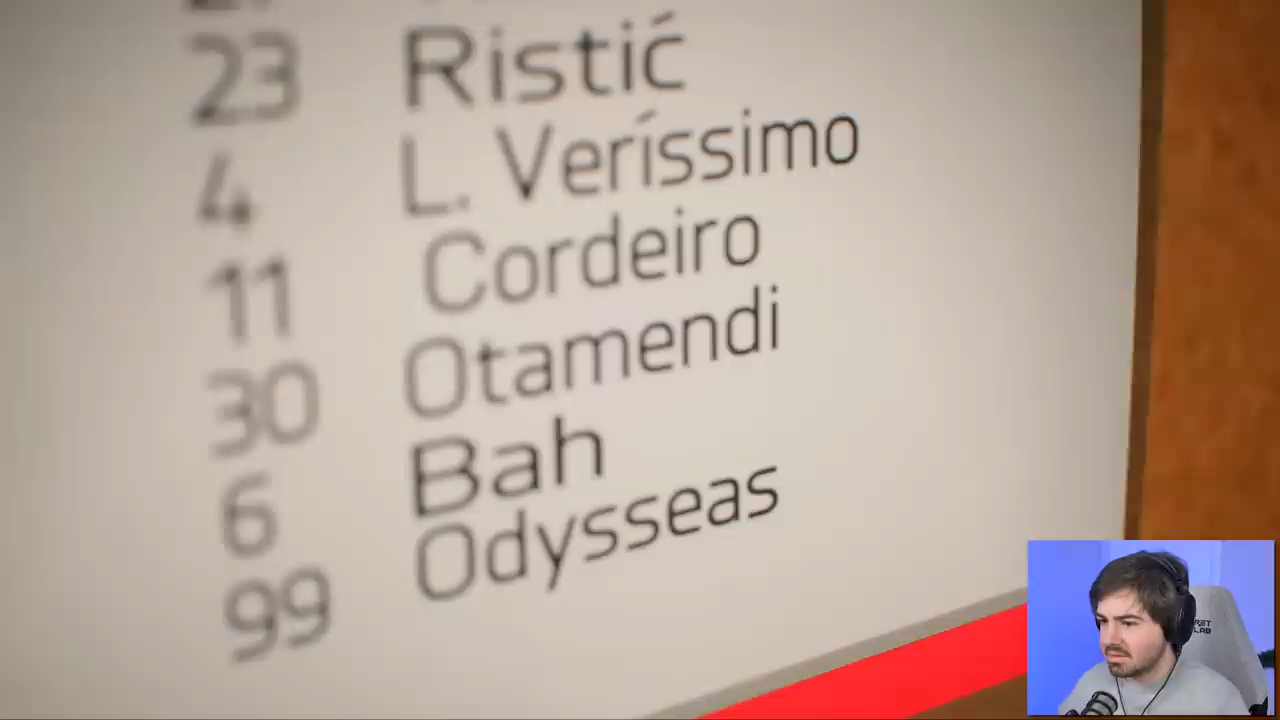 23 Ristić
4 L. Veríssimo
11 Cordeiro
30 Otamendi
6 Bah
99 Odysseas